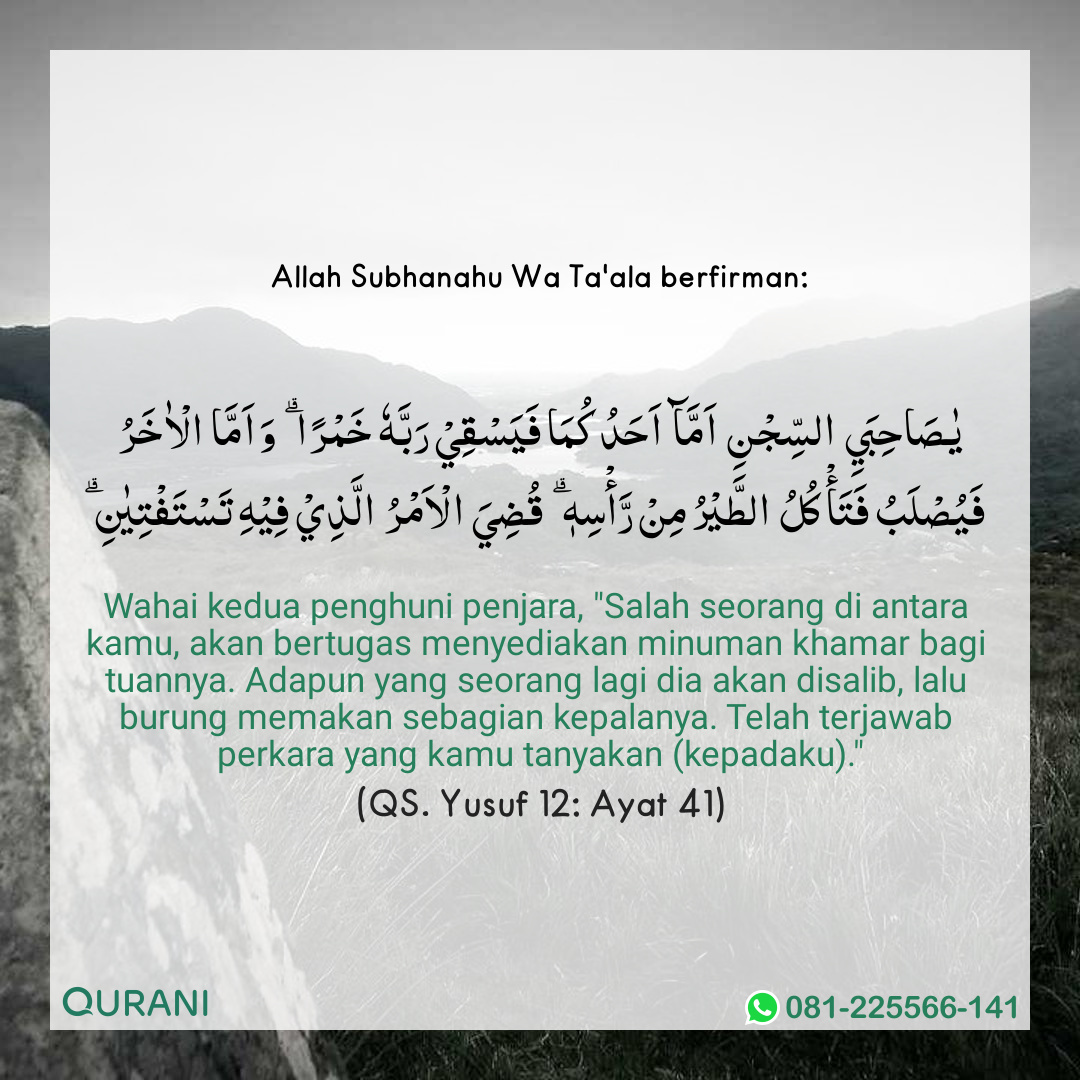 Allah Subhanahu Wa Ta'ala berfirman:
يٰصَاحِبَيِ السِّجْنِ اَمَّاۤ اَحَدُكُمَا فَيَسْقِيْ رَبَّهٗ خَمْرًا ۗ وَاَمَّا الْاٰخَرُ
فَيُصْلَبُ فَتَأْكُلُ الطَّيْرُ مِنْ رَّأْسِهٖ ۗ قُضِيَ الْاَمْرُ الَّذِيْ فِيْهِ تَسْتَفْتِيٰنِ ۗ
Wahai kedua penghuni penjara, "Salah seorang di antara
kamu, akan bertugas menyediakan minuman khamar bagi
tuannya. Adapun yang seorang lagi dia akan disalib, lalu
burung memakan sebagian kepalanya. Telah terjawab
perkara yang kamu tanyakan (kepadaku)."
(QS. Yusuf 12: Ayat 41)
QURANI
081-225566-141